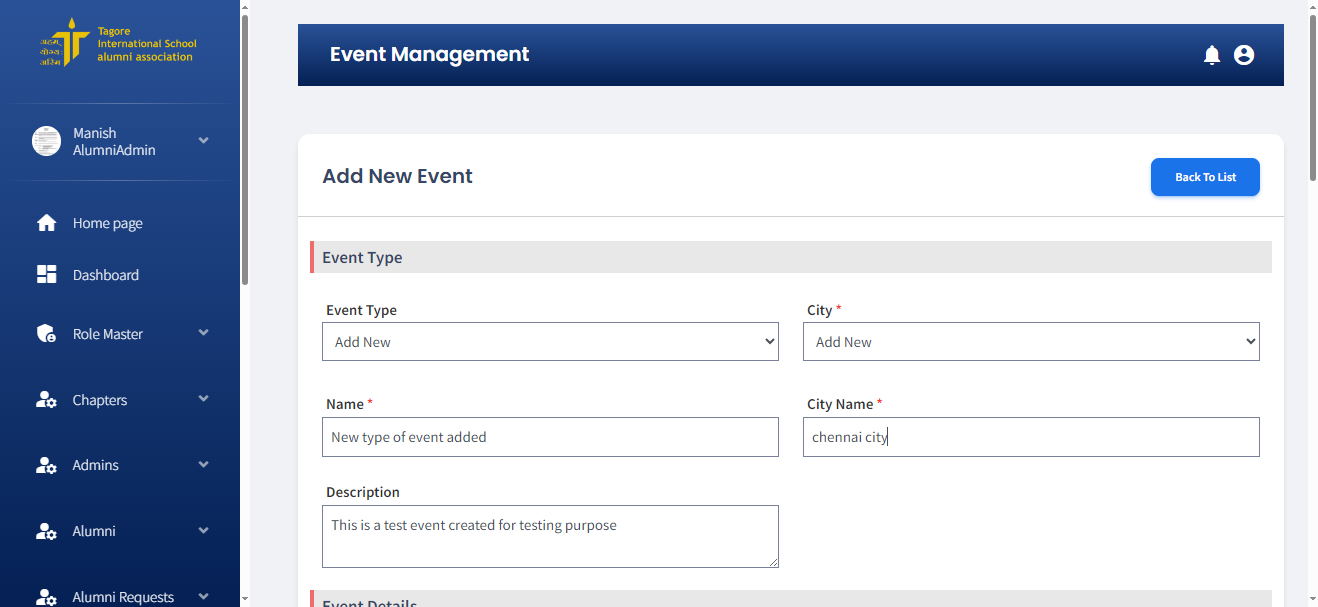 अहम्
योग्यः
अस्मि
Tagore
International School
alumni association
Manish
AlumniAdmin
Home page
Dashboard
Role Master
Chapters
Admins
Alumni
Alumni Requests
Event Management
Add New Event
Back To List
Event Type
Event Type
City *
Add New
Add New
Name *
City Name *
New type of event added
chennai city
Description
This is a test event created for testing purpose
Event Details